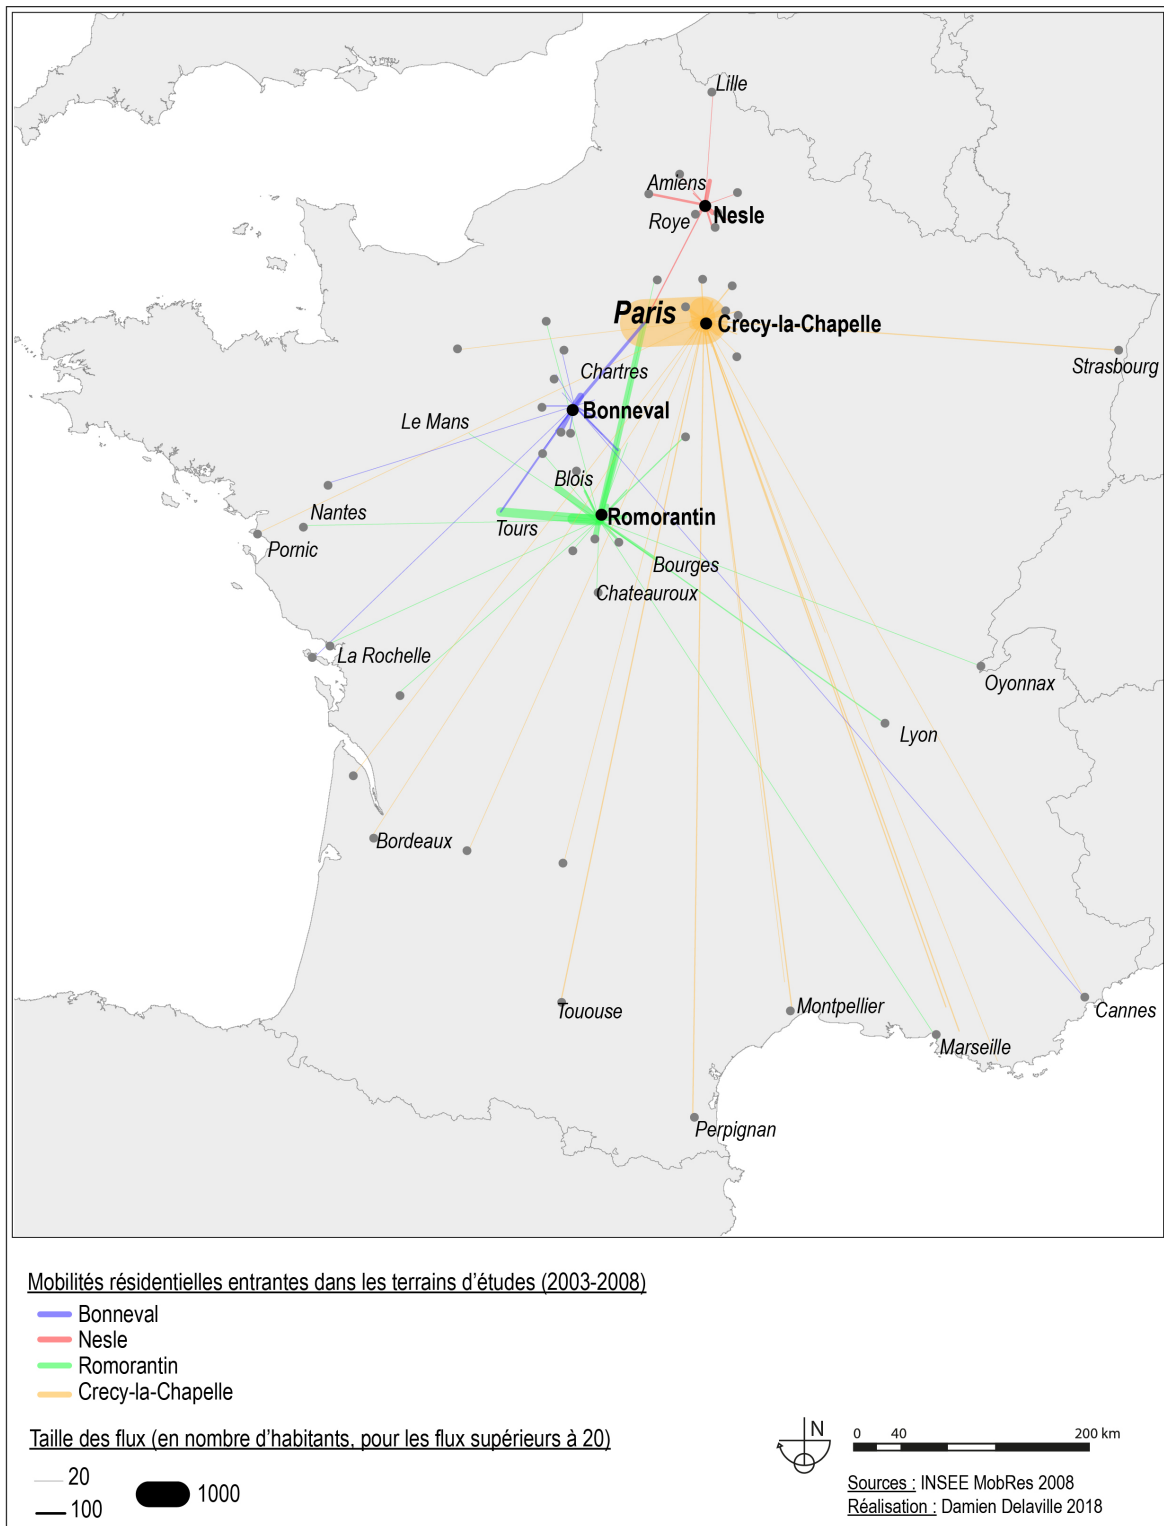 Lille
Amiens
Roye
Nesle
Paris
Crecy-la-Chapelle
Strasbourg
Chartres
Bonneval
Le Mans
Blois
Nantes
Tours
Romorantin
Pornic
Bourges
Chateauroux
La Rochelle
Oyonnax
Lyon
Bordeaux
Tououse
Montpellier
Cannes
Marseille
Perpignan
Mobilités résidentielles entrantes dans les terrains d'études (2003-2008)
Bonneval
Nesle
Romorantin
Crecy-la-Chapelle
Taille des flux (en nombre d'habitants, pour les flux supérieurs à 20)
20
100
1000
N
0 40 200 km
Sources : INSEE MobRes 2008
Réalisation : Damien Delaville 2018